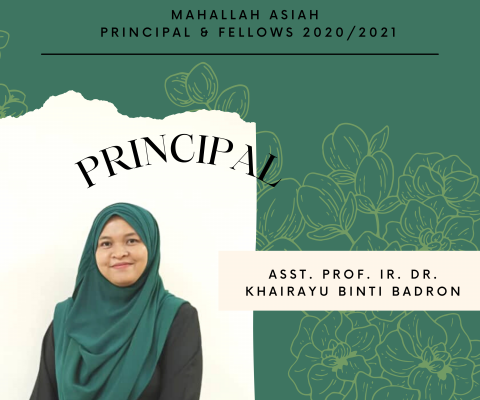 MAHALLAH ASIAH
PRINCIPAL & FELLOWS 2020/2021
PRINCIPAL
ASST. PROF. IR. DR.
KHAIRAYU BINTI BADRON